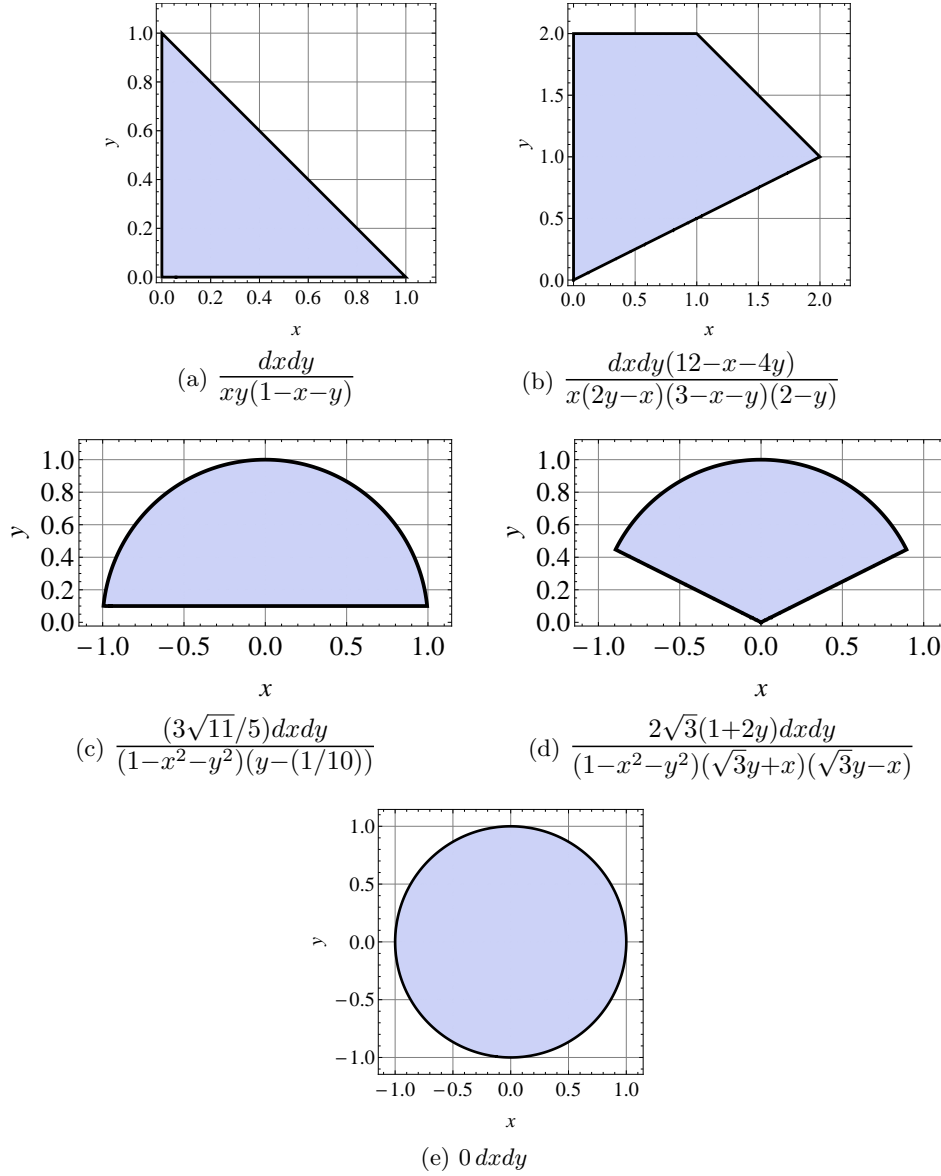 1.0
0.8
0.6
y
0.4
0.2
0.0
0.0 0.2 0.4 0.6 0.8 1.0
x
(a) dxdy / xy(1−x−y)
2.0
1.5
y
1.0
0.5
0.0
0.0 0.5 1.0 1.5 2.0
x
(b) dxdy(12−x−4y) / x(2y−x)(3−x−y)(2−y)
1.0
0.8
y
0.6
0.4
0.2
0.0
−1.0 −0.5 0.0 0.5 1.0
x
(c) (3√11/5)dxdy / (1−x²−y²)(y−(1/10))
1.0
0.8
y
0.6
0.4
0.2
0.0
−1.0 −0.5 0.0 0.5 1.0
x
(d) 2√3(1+2y)dxdy / (1−x²−y²)(√3y+x)(√3y−x)
1.0
0.5
y
0.0
−0.5
−1.0
−1.0 −0.5 0.0 0.5 1.0
x
(e) 0 dxdy